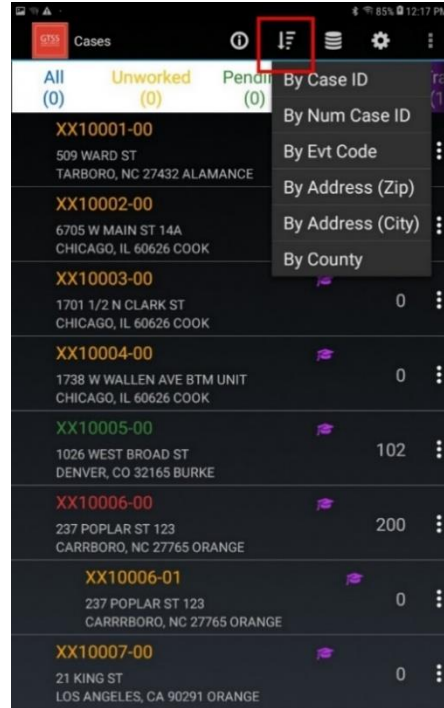 85% 12:17 PM
GTSS Cases
All Unworked Pendin
(0) (0) (0)
By Case ID
By Num Case ID
By Evt Code
By Address (Zip)
By Address (City)
By County
XX10001-00
509 WARD ST
TARBORO, NC 27432 ALAMANCE
XX10002-00
6705 W MAIN ST 14A
CHICAGO, IL 60626 COOK
XX10003-00
1701 1/2 N CLARK ST 0
CHICAGO, IL 60626 COOK
XX10004-00
1738 W WALLEN AVE BTM UNIT 0
CHICAGO, IL 60626 COOK
XX10005-00
1026 WEST BROAD ST 102
DENVER, CO 32165 BURKE
XX10006-00
237 POPLAR ST 123 200
CARRBORO, NC 27765 ORANGE
XX10006-01
237 POPLAR ST 123 0
CARRRBORO, NC 27765 ORANGE
XX10007-00
21 KING ST 0
LOS ANGELES, CA 90291 ORANGE